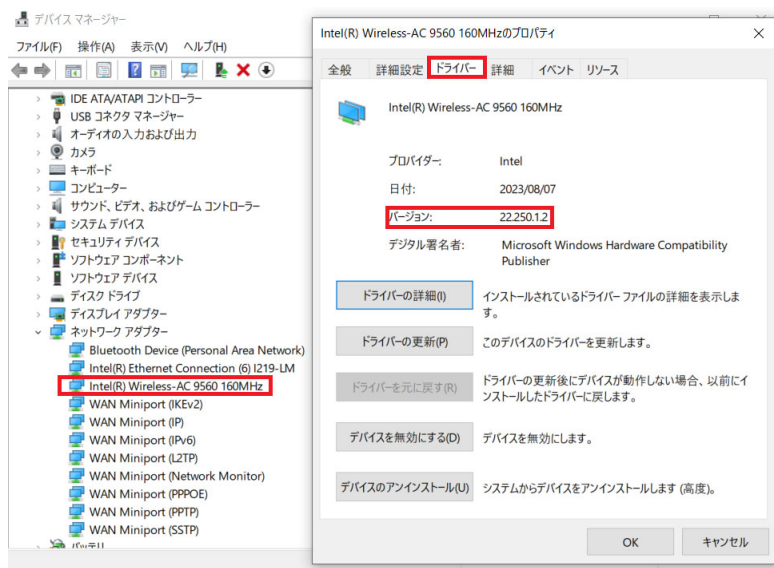 デバイス マネージャー
ファイル(F) 操作(A) 表示(V) ヘルプ(H)
IDE ATA/ATAPI コントローラー
USB コネクタ マネージャー
オーディオの入力および出力
カメラ
キーボード
コンピューター
サウンド、ビデオ、およびゲーム コントローラー
システム デバイス
セキュリティ デバイス
ソフトウェア コンポーネント
ソフトウェア デバイス
ディスク ドライブ
ディスプレイ アダプター
ネットワーク アダプター
Bluetooth Device (Personal Area Network)
Intel(R) Ethernet Connection (6) I219-LM
Intel(R) Wireless-AC 9560 160MHz
WAN Miniport (IKEv2)
WAN Miniport (IP)
WAN Miniport (IPv6)
WAN Miniport (L2TP)
WAN Miniport (Network Monitor)
WAN Miniport (PPPOE)
WAN Miniport (PPTP)
WAN Miniport (SSTP)
バッテリ
Intel(R) Wireless-AC 9560 160MHzのプロパティ
全般 詳細設定 ドライバー 詳細 イベント リソース
Intel(R) Wireless-AC 9560 160MHz
プロバイダー: Intel
日付: 2023/08/07
バージョン: 22.250.1.2
デジタル署名者: Microsoft Windows Hardware Compatibility
Publisher
ドライバーの詳細(I) インストールされているドライバー ファイルの詳細を表示しま
す。
ドライバーの更新(P) このデバイスのドライバーを更新します。
ドライバーを元に戻す(R) ドライバーの更新後にデバイスが動作しない場合、以前にイ
ンストールしたドライバーに戻します。
デバイスを無効にする(D) デバイスを無効にします。
デバイスのアンインストール(U) システムからデバイスをアンインストールします (高度)。
OK キャンセル